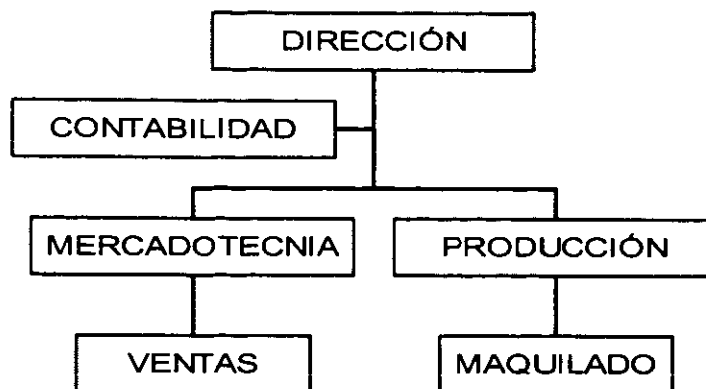 DIRECCIÓN
CONTABILIDAD
MERCADOTECNIA
PRODUCCIÓN
VENTAS
MAQUILADO